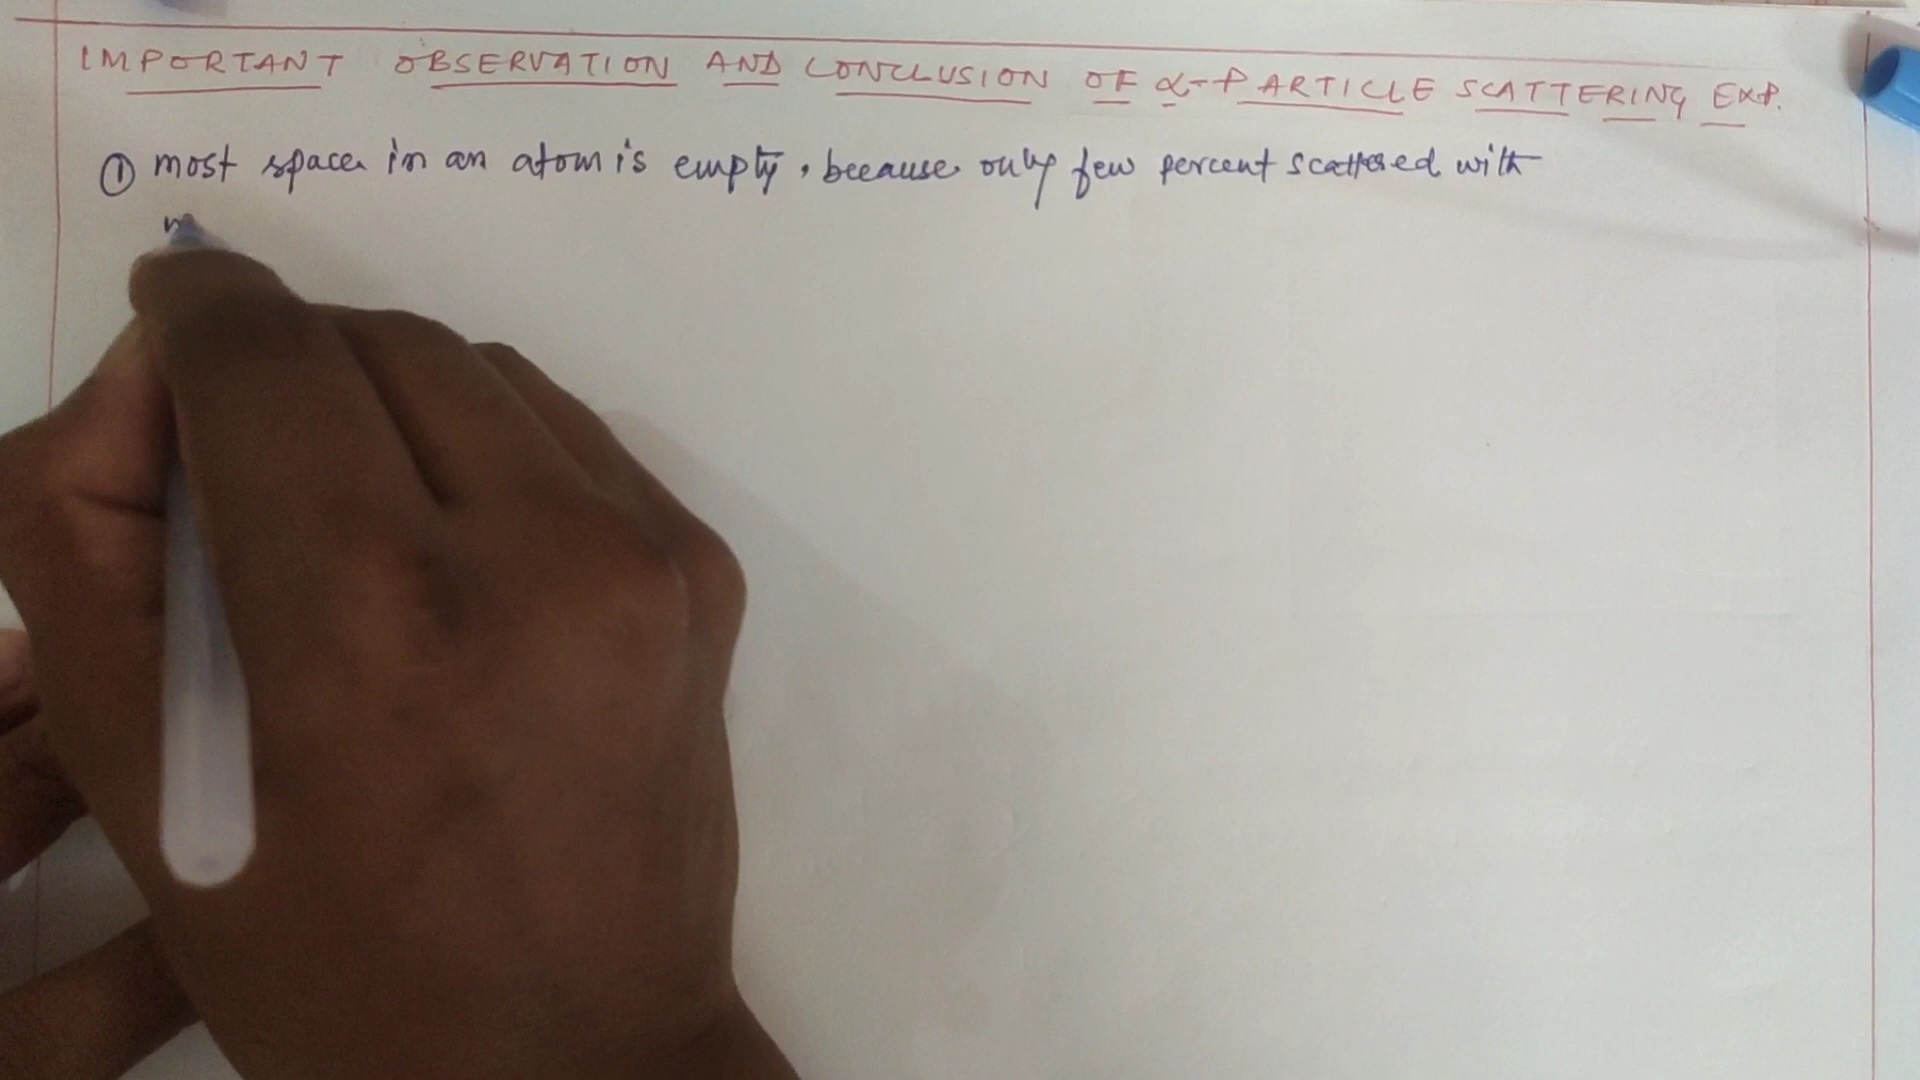 IMPORTANT OBSERVATION AND CONCLUSION OF α-PARTICLE SCATTERING EXP.
① most space in an atom is empty, because only few percent scattered with